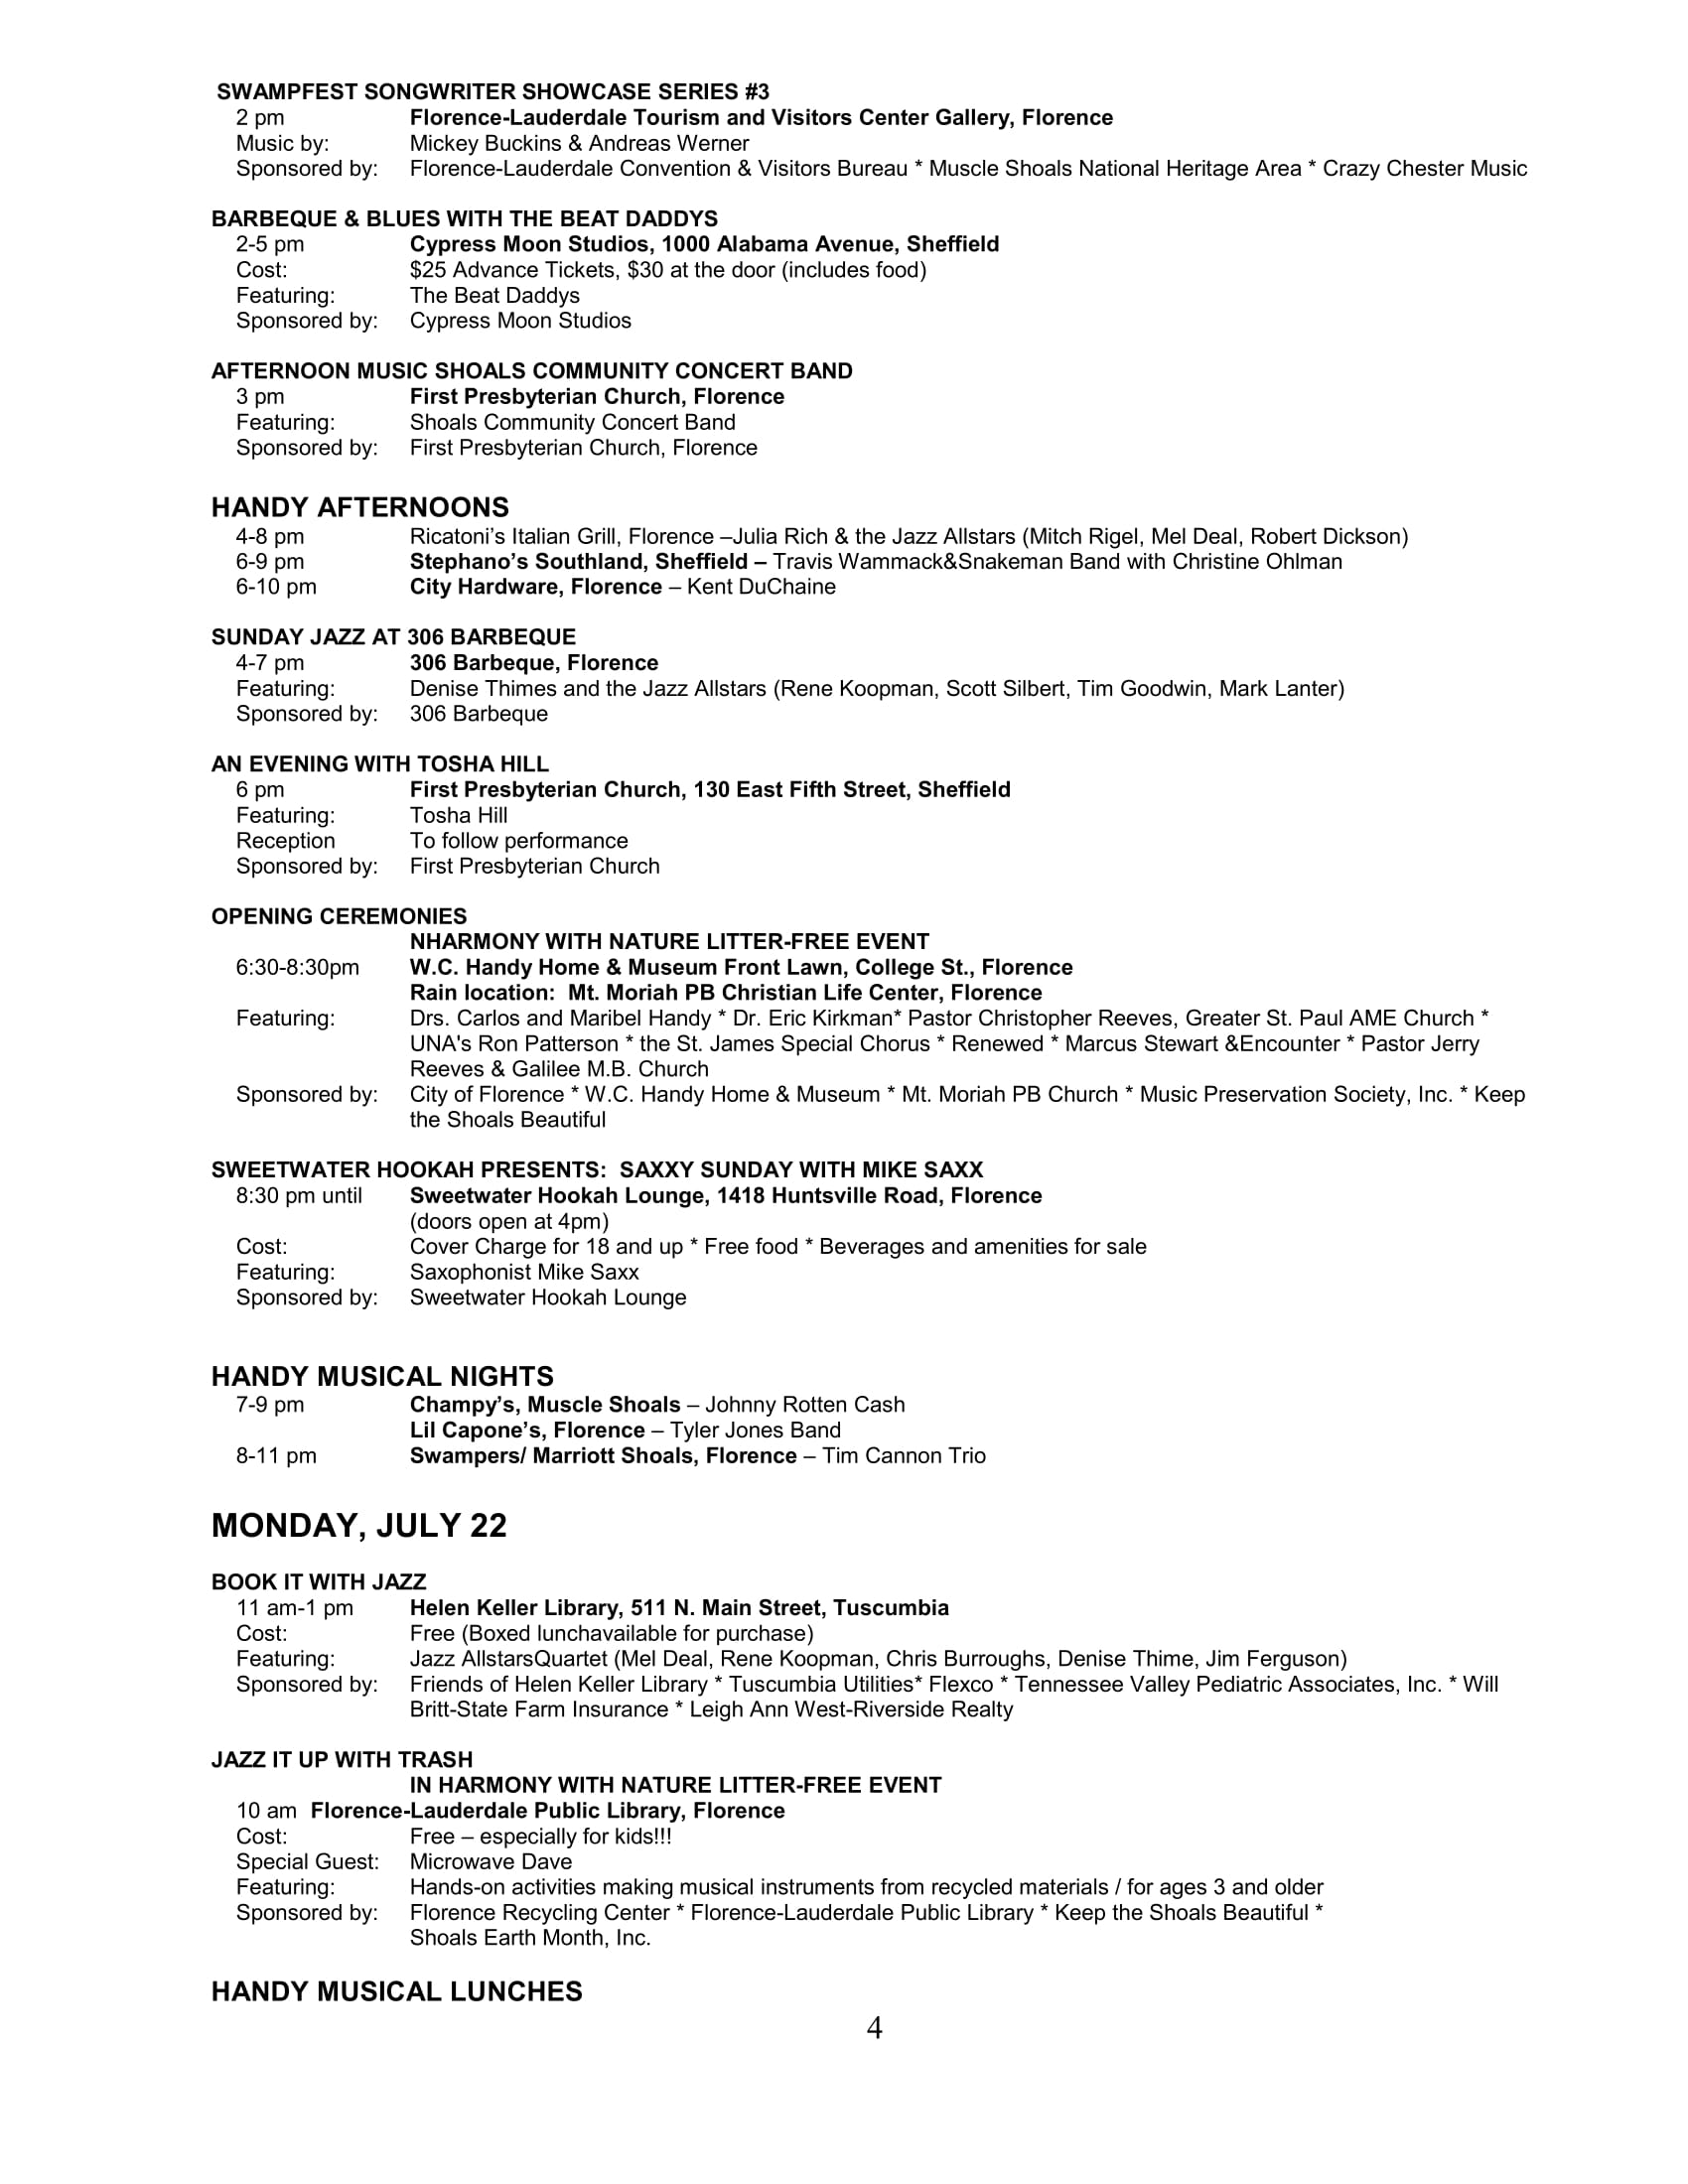 SWAMPFEST SONGWRITER SHOWCASE SERIES #3
2 pm Florence-Lauderdale Tourism and Visitors Center Gallery, Florence
Music by: Mickey Buckins & Andreas Werner
Sponsored by: Florence-Lauderdale Convention & Visitors Bureau * Muscle Shoals National Heritage Area * Crazy Chester Music
BARBEQUE & BLUES WITH THE BEAT DADDYS
2-5 pm Cypress Moon Studios, 1000 Alabama Avenue, Sheffield
Cost: $25 Advance Tickets, $30 at the door (includes food)
Featuring: The Beat Daddys
Sponsored by: Cypress Moon Studios
AFTERNOON MUSIC SHOALS COMMUNITY CONCERT BAND
3 pm First Presbyterian Church, Florence
Featuring: Shoals Community Concert Band
Sponsored by: First Presbyterian Church, Florence
HANDY AFTERNOONS
4-8 pm Ricatoni’s Italian Grill, Florence –Julia Rich & the Jazz Allstars (Mitch Rigel, Mel Deal, Robert Dickson)
6-9 pm Stephano’s Southland, Sheffield – Travis Wammack&Snakeman Band with Christine Ohlman
6-10 pm City Hardware, Florence – Kent DuChaine
SUNDAY JAZZ AT 306 BARBEQUE
4-7 pm 306 Barbeque, Florence
Featuring: Denise Thimes and the Jazz Allstars (Rene Koopman, Scott Silbert, Tim Goodwin, Mark Lanter)
Sponsored by: 306 Barbeque
AN EVENING WITH TOSHA HILL
6 pm First Presbyterian Church, 130 East Fifth Street, Sheffield
Featuring: Tosha Hill
Reception To follow performance
Sponsored by: First Presbyterian Church
OPENING CEREMONIES
NHARMONY WITH NATURE LITTER-FREE EVENT
6:30-8:30pm W.C. Handy Home & Museum Front Lawn, College St., Florence
Rain location: Mt. Moriah PB Christian Life Center, Florence
Featuring: Drs. Carlos and Maribel Handy * Dr. Eric Kirkman* Pastor Christopher Reeves, Greater St. Paul AME Church *
UNA's Ron Patterson * the St. James Special Chorus * Renewed * Marcus Stewart &Encounter * Pastor Jerry
Reeves & Galilee M.B. Church
Sponsored by: City of Florence * W.C. Handy Home & Museum * Mt. Moriah PB Church * Music Preservation Society, Inc. * Keep
the Shoals Beautiful
SWEETWATER HOOKAH PRESENTS: SAXXY SUNDAY WITH MIKE SAXX
8:30 pm until Sweetwater Hookah Lounge, 1418 Huntsville Road, Florence
(doors open at 4pm)
Cost: Cover Charge for 18 and up * Free food * Beverages and amenities for sale
Featuring: Saxophonist Mike Saxx
Sponsored by: Sweetwater Hookah Lounge
HANDY MUSICAL NIGHTS
7-9 pm Champy’s, Muscle Shoals – Johnny Rotten Cash
Lil Capone’s, Florence – Tyler Jones Band
8-11 pm Swampers/ Marriott Shoals, Florence – Tim Cannon Trio
MONDAY, JULY 22
BOOK IT WITH JAZZ
11 am-1 pm Helen Keller Library, 511 N. Main Street, Tuscumbia
Cost: Free (Boxed lunchavailable for purchase)
Featuring: Jazz AllstarsQuartet (Mel Deal, Rene Koopman, Chris Burroughs, Denise Thime, Jim Ferguson)
Sponsored by: Friends of Helen Keller Library * Tuscumbia Utilities* Flexco * Tennessee Valley Pediatric Associates, Inc. * Will
Britt-State Farm Insurance * Leigh Ann West-Riverside Realty
JAZZ IT UP WITH TRASH
IN HARMONY WITH NATURE LITTER-FREE EVENT
10 am Florence-Lauderdale Public Library, Florence
Cost: Free – especially for kids!!!
Special Guest: Microwave Dave
Featuring: Hands-on activities making musical instruments from recycled materials / for ages 3 and older
Sponsored by: Florence Recycling Center * Florence-Lauderdale Public Library * Keep the Shoals Beautiful *
Shoals Earth Month, Inc.
HANDY MUSICAL LUNCHES
4